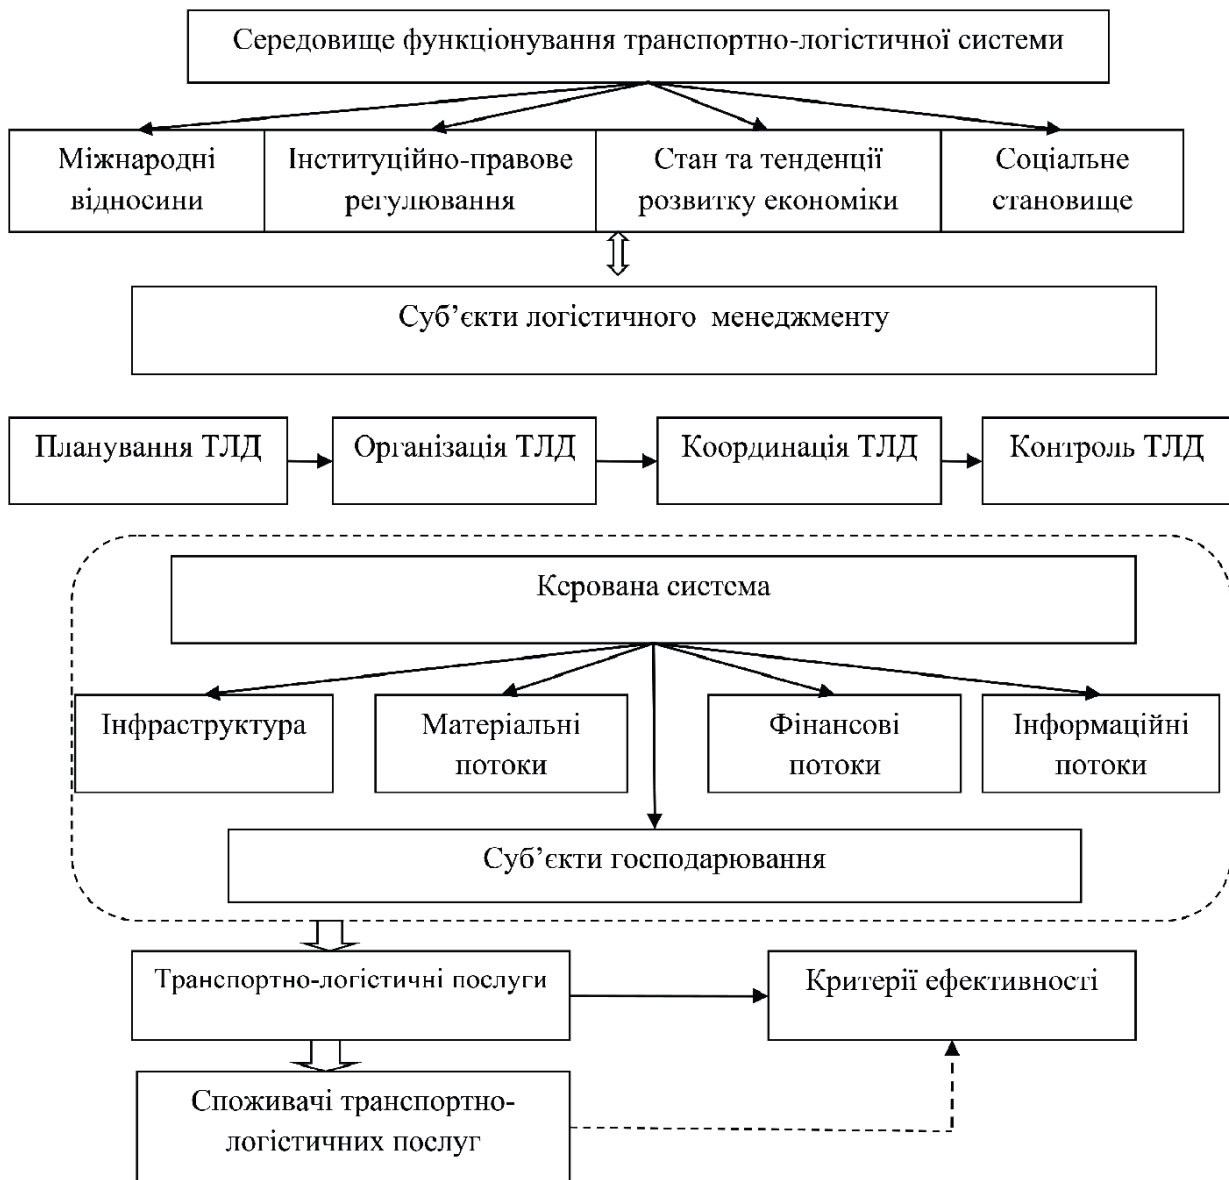 Середовище функціонування транспортно-логістичної системи
Міжнародні
відносини
Інституційно-правове
регулювання
Стан та тенденції
розвитку економіки
Соціальне
становище
Суб’єкти логістичного менеджменту
Планування ТЛД
Організація ТЛД
Координація ТЛД
Контроль ТЛД
Керована система
Інфраструктура
Матеріальні
потоки
Фінансові
потоки
Інформаційні
потоки
Суб’єкти господарювання
Транспортно-логістичні послуги
Критерії ефективності
Споживачі транспортно-
логістичних послуг